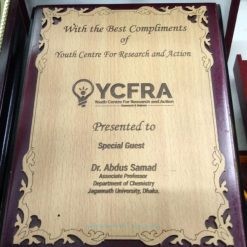 With the Best Compliments
of
Youth Centre For Research and Action
YCFRA
Youth Centre For Research and Action
Presented to
Special Guest
Dr. Abdus Samad
Associate Professor
Department of Chemistry
Jagannath University, Dhaka.